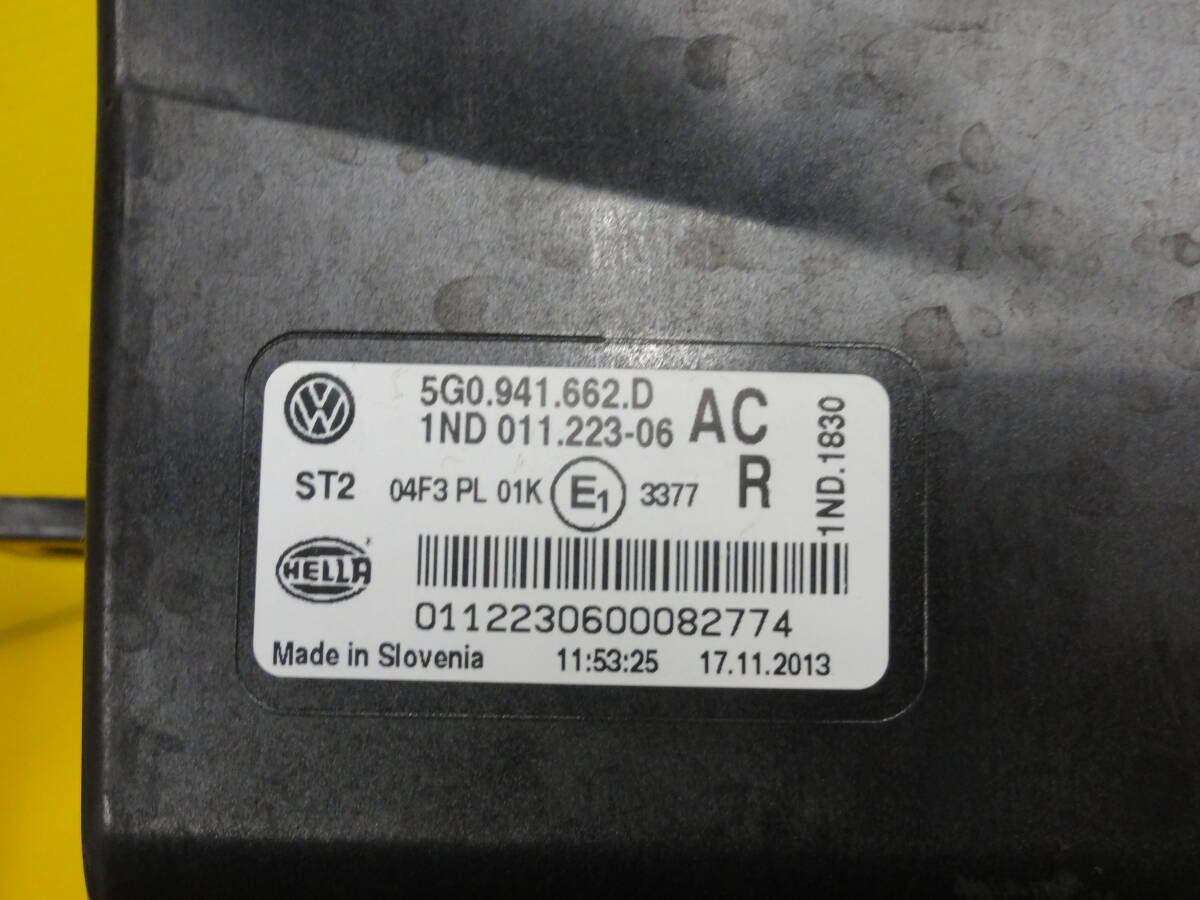 5G0.941.662.D
1ND 011.223-06
AC
R
1ND.1830
ST2
04F3 PL 01K E1 3377
HELLA
0112230600082774
Made in Slovenia 11:53:25 17.11.2013